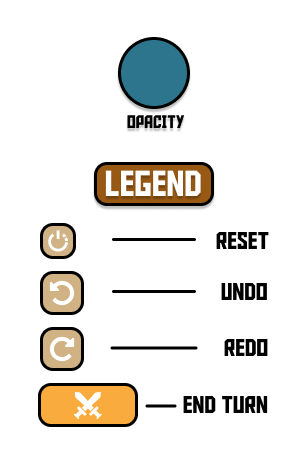 OPACITY
LEGEND
RESET
UNDO
REDO
END TURN